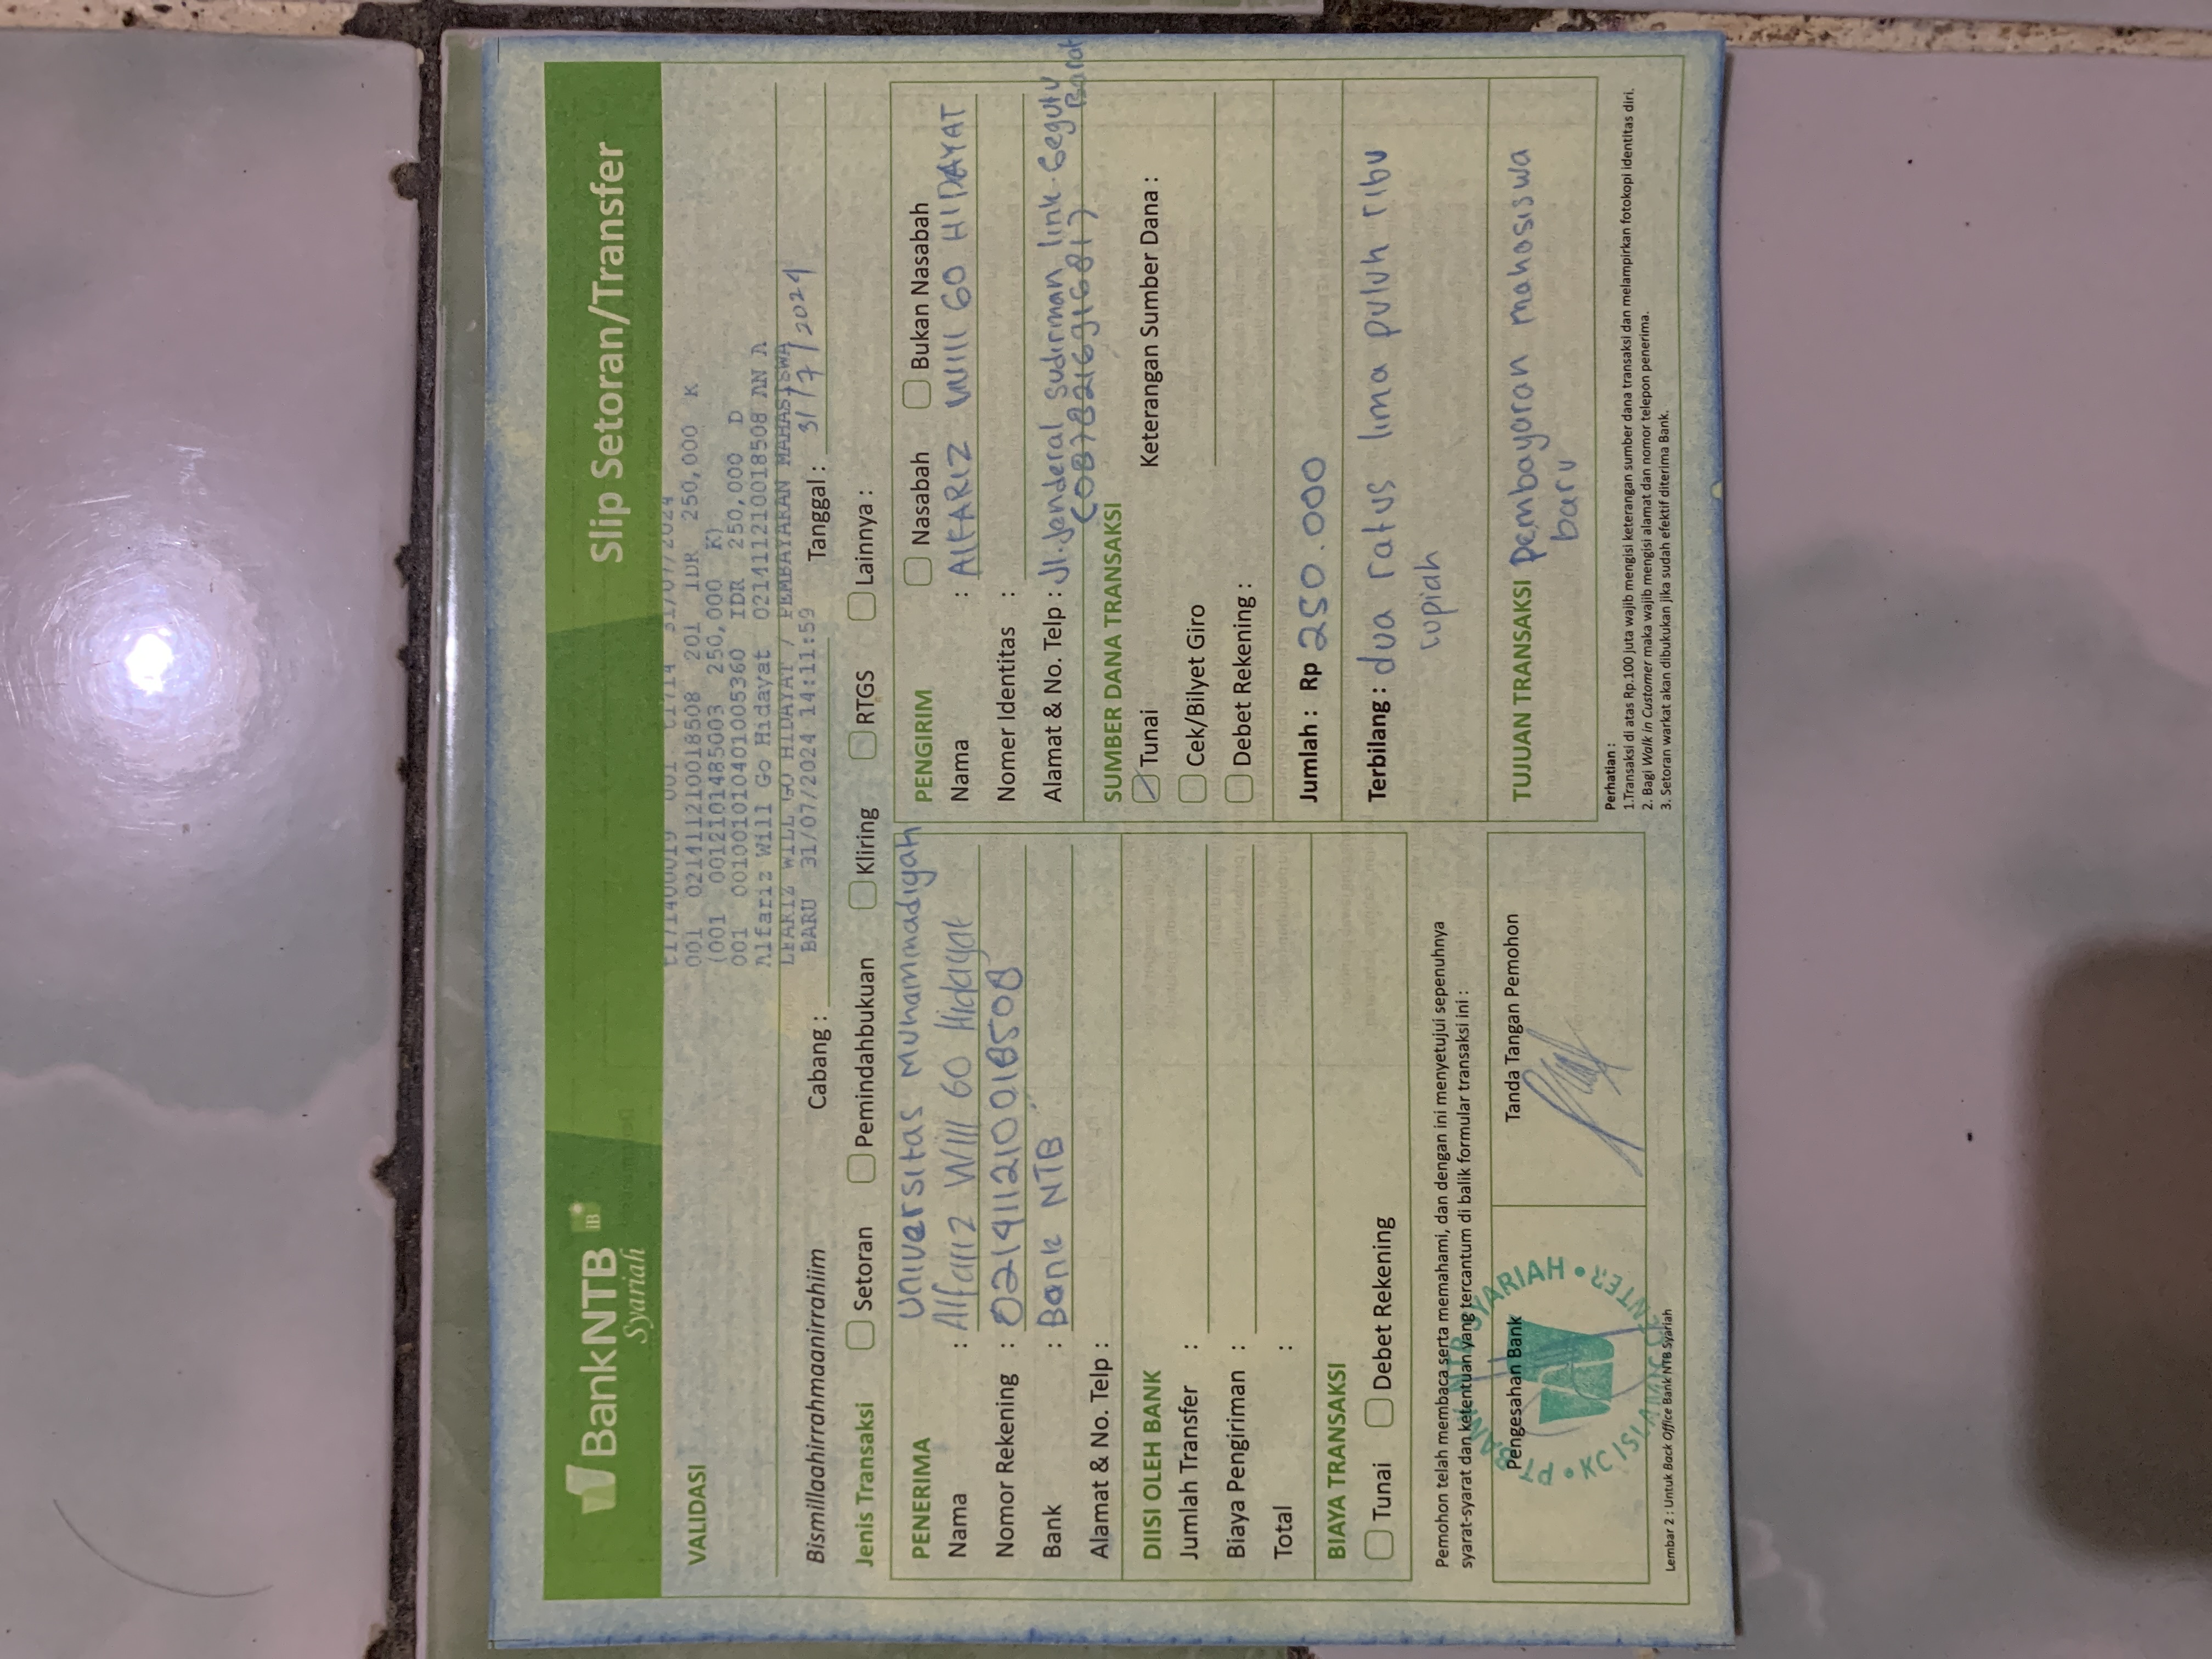 BankNTB iB
Syariah
Slip Setoran/Transfer
VALIDASI
001 0214112100018508 201 IDR 250,000 K
(001 0012101485003 250,000 K)
001 0010010104010005360 IDR 250,000 D
Alfariz Will Go Hidayat 0214112100018508 AN A
LFARIZ WILL GO HIDAYAT / PEMBAYARAN MAHASISWA
BARU 31/07/2024 14:11:59
Bismillaahirrahmaanirrahiim
Cabang :
Tanggal : 31/7/2024
Jenis Transaksi
Setoran
Pemindahbukuan
Kliring
RTGS
Lainnya :
PENERIMA
Universitas Muhammadiyah
Nama : Alfariz Will GO Hidayat
Nomor Rekening :
Bank : Bank NTB
Alamat & No. Telp :
DIISI OLEH BANK
Jumlah Transfer :
Biaya Pengiriman :
Total :
BIAYA TRANSAKSI
Tunai
Debet Rekening
PENGIRIM
Nasabah
Bukan Nasabah
Nama : ALFARIZ WIll GO HIDAYAT
Nomer Identitas :
Alamat & No. Telp : Jl. Jenderal Sudirman link. Gegutu
Barat
SUMBER DANA TRANSAKSI
Tunai
Keterangan Sumber Dana :
Cek/Bilyet Giro
Debet Rekening :
Jumlah : Rp 250.000
Terbilang : dua ratus lima puluh ribu
rupiah
TUJUAN TRANSAKSI Pembayaran mahasiswa
baru
Pemohon telah membaca serta memahami, dan dengan ini menyetujui sepenuhnya
syarat-syarat dan ketentuan yang tercantum di balik formular transaksi ini :
Pengesahan Bank
Tanda Tangan Pemohon
PT BANK NTB SYARIAH
Perhatian :
1.Transaksi di atas Rp.100 juta wajib mengisi keterangan sumber dana transaksi dan melampirkan fotokopi identitas diri.
2. Bagi Walk in Customer maka wajib mengisi alamat dan nomor telepon penerima.
3. Setoran warkat akan dibukukan jika sudah efektif diterima Bank.
Lembar 2 : Untuk Back Office Bank NTB Syariah